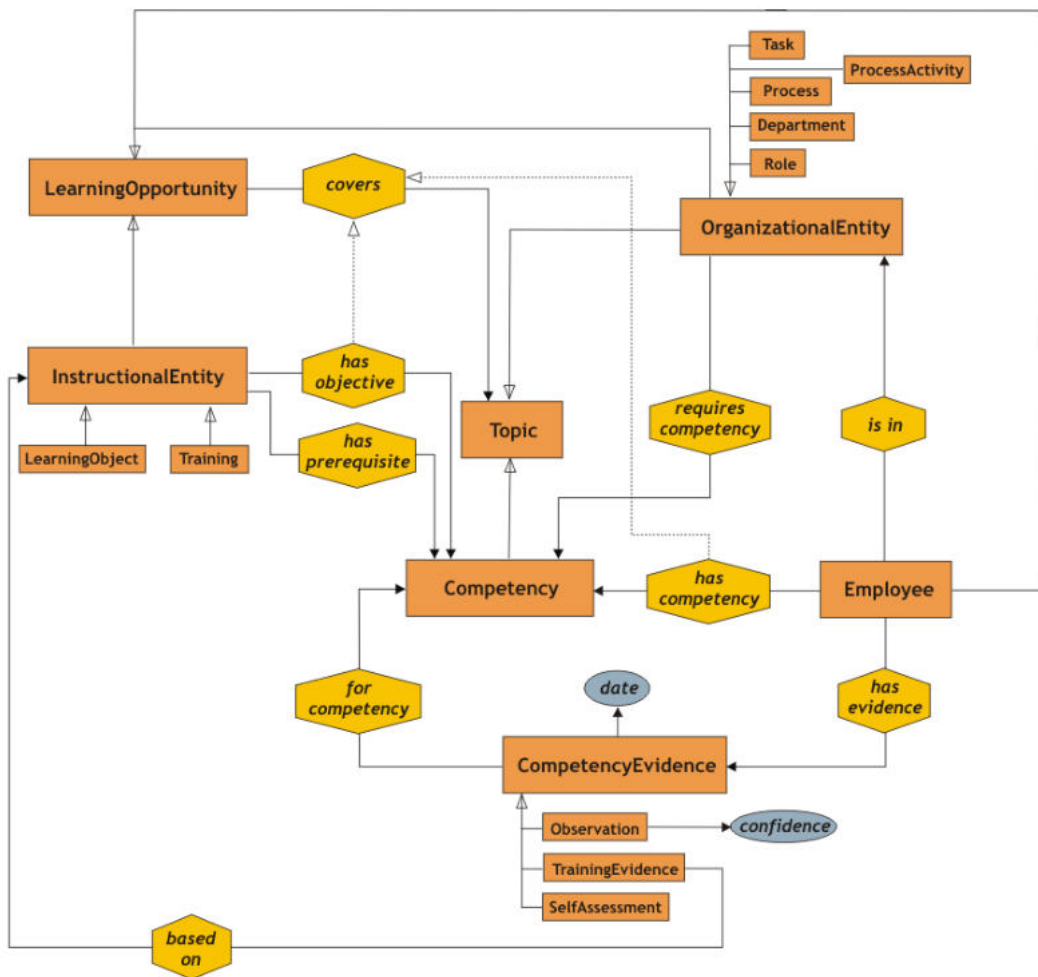 Task
ProcessActivity
Process
Department
Role
LearningOpportunity
covers
OrganizationalEntity
InstructionalEntity
has
objective
LearningObject
Training
has
prerequisite
Topic
requires
competency
is in
Competency
has
competency
Employee
for
competency
date
has
evidence
CompetencyEvidence
Observation
confidence
TrainingEvidence
SelfAssessment
based
on